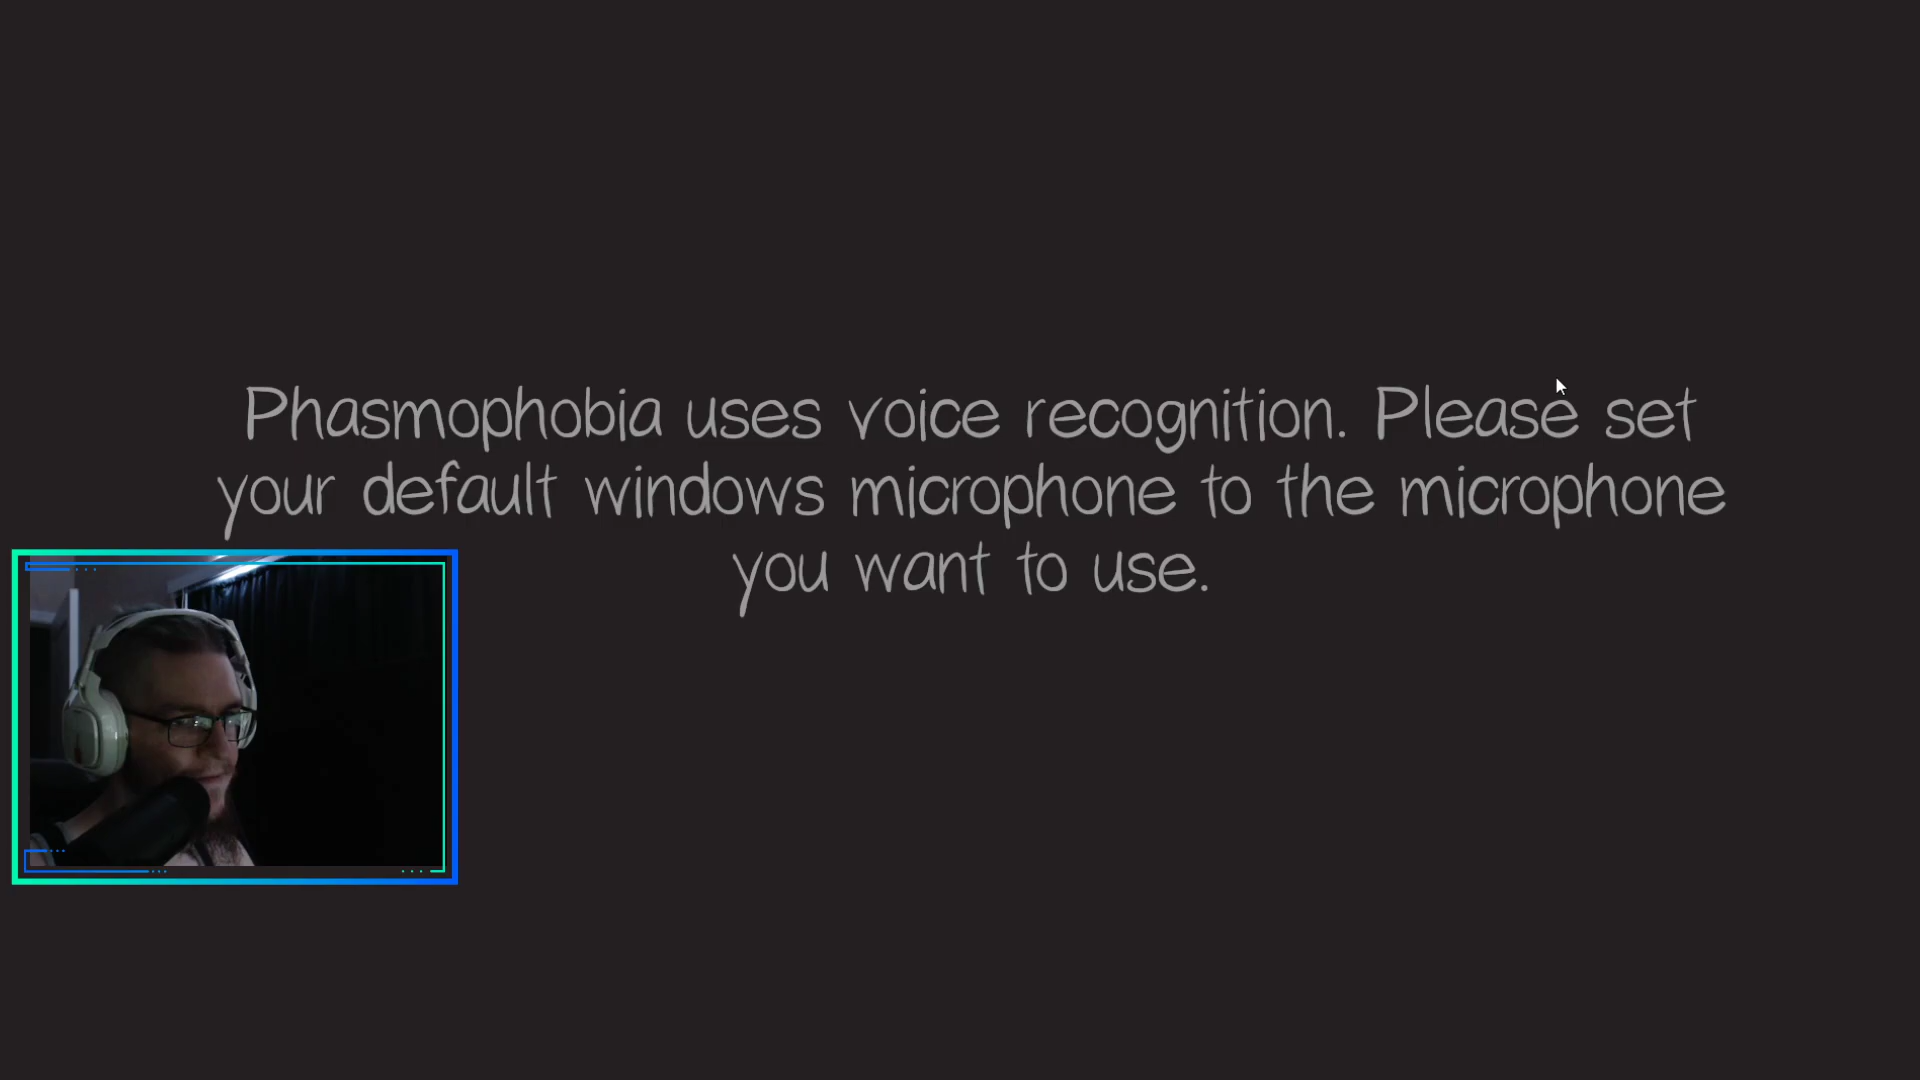 Phasmophobia uses voice recognition. Please set
your default windows microphone to the microphone
you want to use.